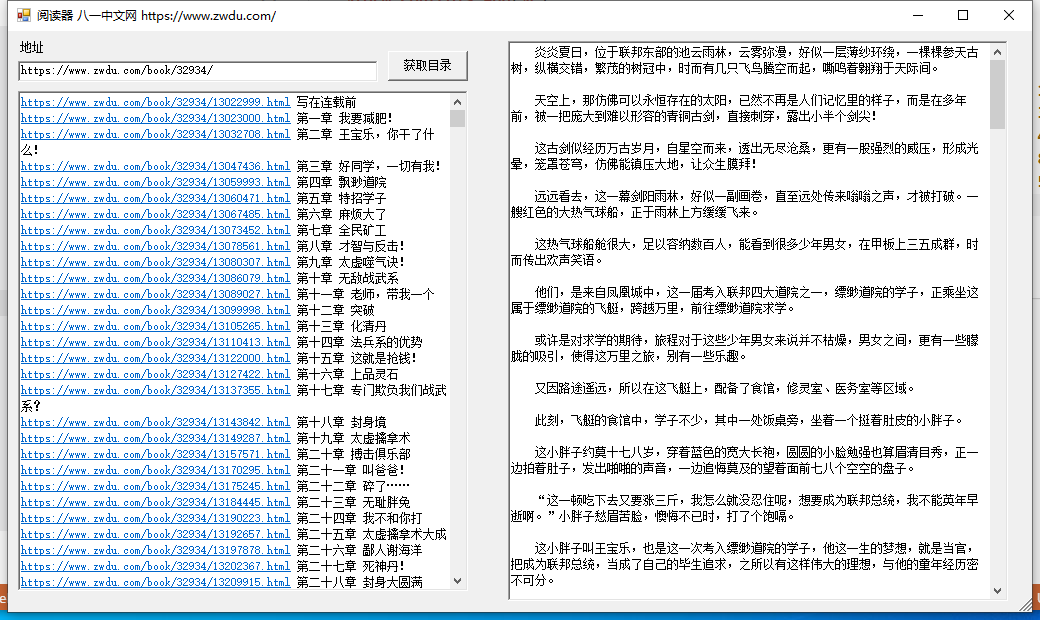 阅读器 八一中文网 https://www.zwdu.com/
地址
https://www.zwdu.com/book/32934/
获取目录
https://www.zwdu.com/book/32934/13022999.html 写在连载前
https://www.zwdu.com/book/32934/13023000.html 第一章 我要减肥!
https://www.zwdu.com/book/32934/13032708.html 第二章 王宝乐，你干了什
么!
https://www.zwdu.com/book/32934/13047436.html 第三章 好同学，一切有我!
https://www.zwdu.com/book/32934/13059993.html 第四章 飘渺道院
https://www.zwdu.com/book/32934/13060471.html 第五章 特招学子
https://www.zwdu.com/book/32934/13067485.html 第六章 麻烦大了
https://www.zwdu.com/book/32934/13073452.html 第七章 全民矿工
https://www.zwdu.com/book/32934/13078561.html 第八章 才智与反击!
https://www.zwdu.com/book/32934/13080307.html 第九章 太虚噬气诀!
https://www.zwdu.com/book/32934/13086079.html 第十章 无敌战武系
https://www.zwdu.com/book/32934/13089027.html 第十一章 老师，带我一个
https://www.zwdu.com/book/32934/13099998.html 第十二章 突破
https://www.zwdu.com/book/32934/13105265.html 第十三章 化清丹
https://www.zwdu.com/book/32934/13110413.html 第十四章 法兵系的优势
https://www.zwdu.com/book/32934/13122000.html 第十五章 这就是抢钱!
https://www.zwdu.com/book/32934/13127422.html 第十六章 上品灵石
https://www.zwdu.com/book/32934/13137355.html 第十七章 专门欺负我们战武
系?
https://www.zwdu.com/book/32934/13143842.html 第十八章 封身境
https://www.zwdu.com/book/32934/13149287.html 第十九章 太虚擒拿术
https://www.zwdu.com/book/32934/13157571.html 第二十章 搏击俱乐部
https://www.zwdu.com/book/32934/13170295.html 第二十一章 叫爸爸!
https://www.zwdu.com/book/32934/13175245.html 第二十二章 碎了……
https://www.zwdu.com/book/32934/13184445.html 第二十三章 无耻胖兔
https://www.zwdu.com/book/32934/13190223.html 第二十四章 我不和你打
https://www.zwdu.com/book/32934/13192657.html 第二十五章 太虚擒拿术大成
https://www.zwdu.com/book/32934/13197878.html 第二十六章 鄙人谢海洋
https://www.zwdu.com/book/32934/13202367.html 第二十七章 死神丹!
https://www.zwdu.com/book/32934/13209915.html 第二十八章 封身大圆满
炎炎夏日，位于联邦东部的池云雨林，云雾弥漫，好似一层薄纱环绕，一棵棵参天古
树，纵横交错，繁茂的树冠中，时而有几只飞鸟腾空而起，嘶鸣着翱翔于天际间。
天空上，那仿佛可以永恒存在的太阳，已然不再是人们记忆里的样子，而是在多年
前，被一把庞大到难以形容的青铜古剑，直接刺穿，露出小半个剑尖!
这古剑似经历万古岁月，自星空而来，透出无尽沧桑，更有一股强烈的威压，形成光
晕，笼罩苍穹，仿佛能镇压大地，让众生膜拜!
远远看去，这一幕剑阳雨林，好似一副画卷，直至远处传来嗡嗡之声，才被打破。一
艘红色的大热气球船，正于雨林上方缓缓飞来。
这热气球船舱很大，足以容纳数百人，能看到很多少年男女，在甲板上三五成群，时
而传出欢声笑语。
他们，是来自凤凰城中，这一届考入联邦四大道院之一，缥缈道院的学子，正乘坐这
属于缥缈道院的飞艇，跨越万里，前往缥缈道院求学。
或许是对求学的期待，旅程对于这些少年男女来说并不枯燥，男女之间，更有一些朦
胧的吸引，使得这万里之旅，别有一些乐趣。
又因路途遥远，所以在这飞艇上，配备了食馆，修灵室、医务室等区域。
此刻，飞艇的食馆中，学子不少，其中一处饭桌旁，坐着一个挺着肚皮的小胖子。
这小胖子约莫十七八岁，穿着蓝色的宽大长袍，圆圆的小脸勉强也算眉清目秀，正一
边拍着肚子，发出啪啪的声音，一边追悔莫及的望着面前七八个空空的盘子。
“这一顿吃下去又要涨三斤，我怎么就没忍住呢，想要成为联邦总统，我不能英年早
逝啊。”小胖子愁眉苦脸，懊悔不已时，打了个饱嗝。
这小胖子叫王宝乐，也是这一次考入缥缈道院的学子，他这一生的梦想，就是当官，
把成为联邦总统，当成了自己的毕生追求，之所以有这样伟大的理想，与他的童年经历密
不可分。